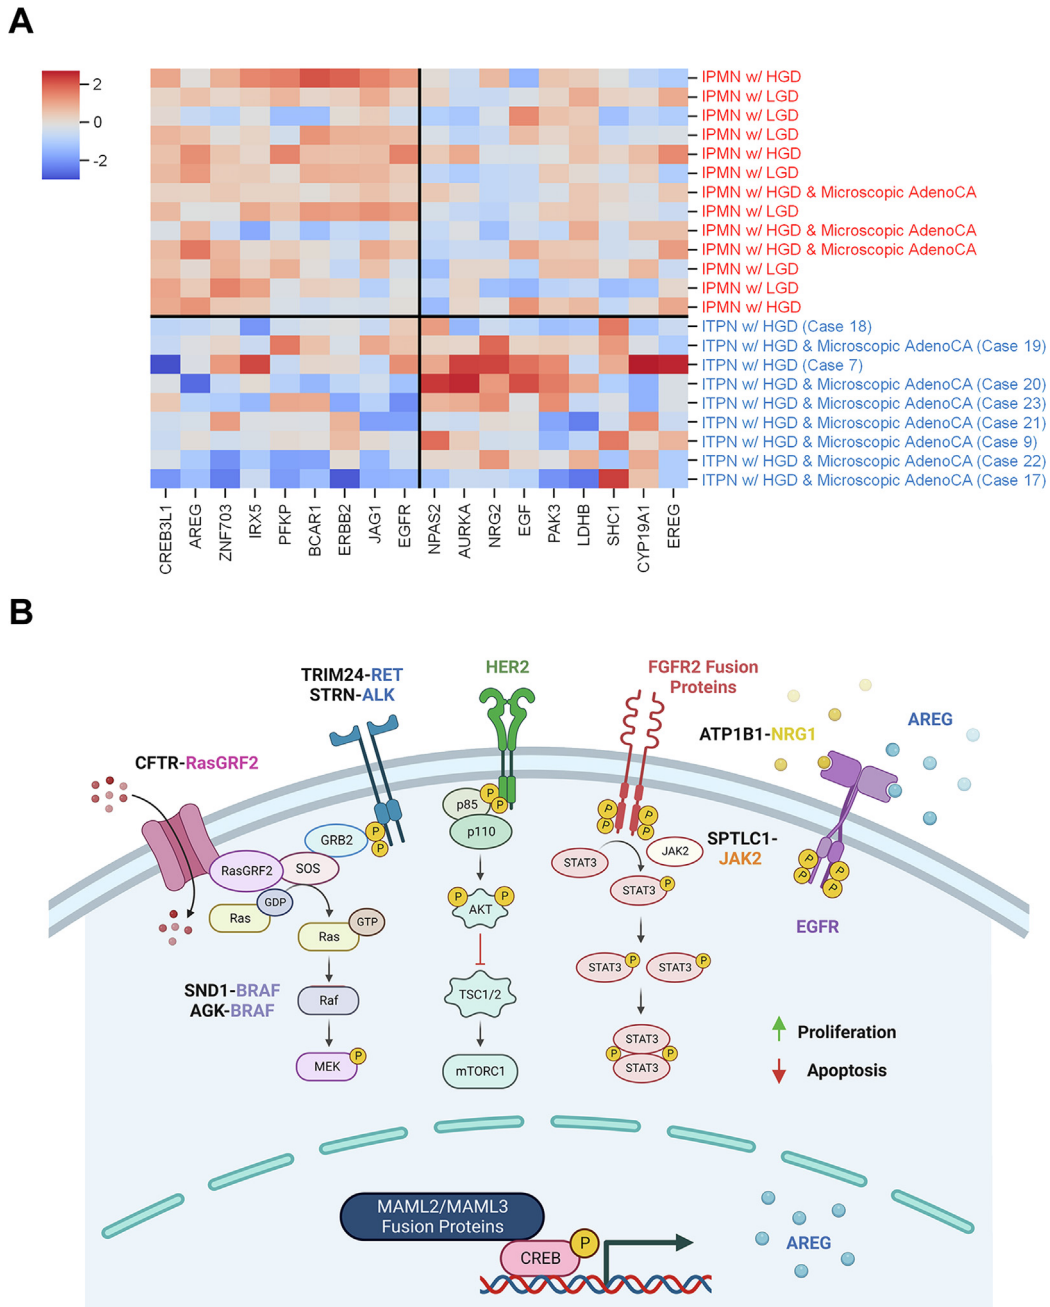 A
2
0
-2
IPMN w/ HGD
IPMN w/ LGD
IPMN w/ LGD
IPMN w/ LGD
IPMN w/ HGD
IPMN w/ LGD
IPMN w/ HGD & Microscopic AdenoCA
IPMN w/ LGD
IPMN w/ HGD & Microscopic AdenoCA
IPMN w/ HGD & Microscopic AdenoCA
IPMN w/ LGD
IPMN w/ LGD
IPMN w/ HGD
ITPN w/ HGD (Case 18)
ITPN w/ HGD & Microscopic AdenoCA (Case 19)
ITPN w/ HGD (Case 7)
ITPN w/ HGD & Microscopic AdenoCA (Case 20)
ITPN w/ HGD & Microscopic AdenoCA (Case 23)
ITPN w/ HGD & Microscopic AdenoCA (Case 21)
ITPN w/ HGD & Microscopic AdenoCA (Case 9)
ITPN w/ HGD & Microscopic AdenoCA (Case 22)
ITPN w/ HGD & Microscopic AdenoCA (Case 17)
CREB3L1
AREG
ZNF703
IRX5
PFKP
BCAR1
ERBB2
JAG1
EGFR
NPAS2
AURKA
NRG2
EGF
PAK3
LDHB
SHC1
CYP19A1
EREG
B
CFTR-RasGRF2
TRIM24-RET
STRN-ALK
HER2
FGFR2 Fusion
Proteins
ATP1B1-NRG1
AREG
RasGRF2
SOS
GRB2
P
P
GDP
Ras
Ras
GTP
SND1-BRAF
AGK-BRAF
Raf
MEK
P
p85
P
P
p110
P
P
AKT
TSC1/2
mTORC1
P
P
P
P
STAT3
JAK2
SPTLC1-
JAK2
STAT3
P
STAT3
P
STAT3
P
STAT3
P
P
STAT3
P
P
P
P
EGFR
Proliferation
Apoptosis
MAML2/MAML3
Fusion Proteins
CREB
P
AREG